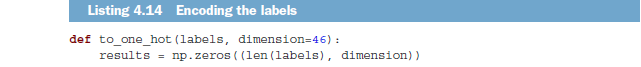 Listing 4.14 Encoding the labels
def to_one_hot(labels, dimension=46):
    results = np.zeros((len(labels), dimension))